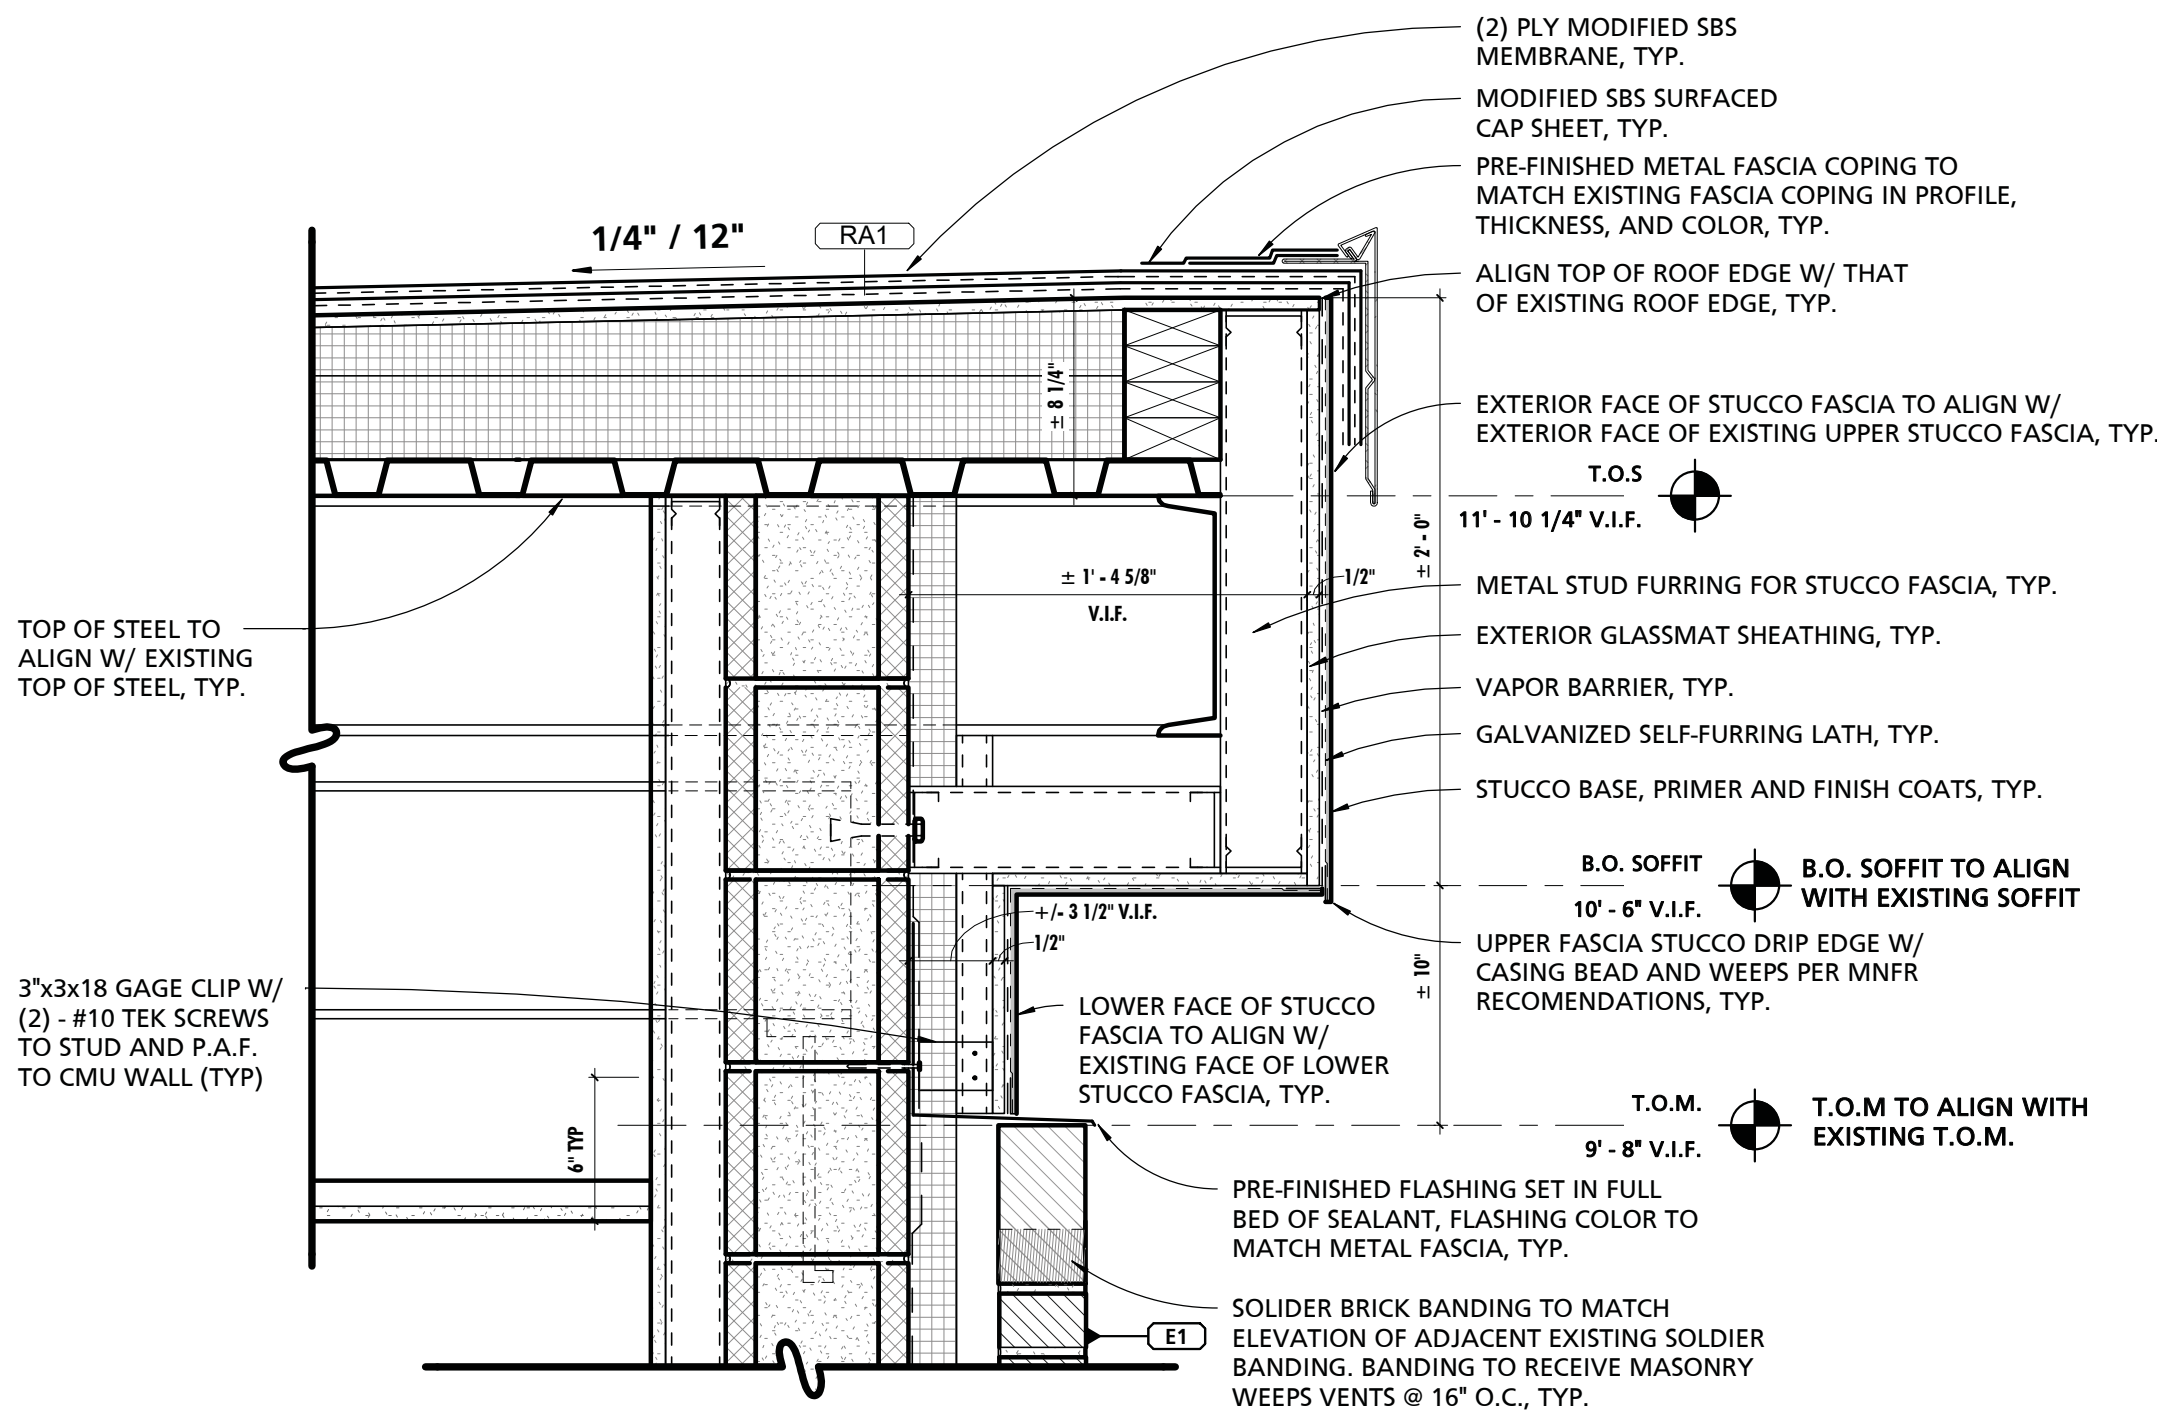 (2) PLY MODIFIED SBS
MEMBRANE, TYP.
MODIFIED SBS SURFACED
CAP SHEET, TYP.
PRE-FINISHED METAL FASCIA COPING TO
MATCH EXISTING FASCIA COPING IN PROFILE,
THICKNESS, AND COLOR, TYP.
1/4" / 12"
RA1
ALIGN TOP OF ROOF EDGE W/ THAT
OF EXISTING ROOF EDGE, TYP.
± 8 1/4"
EXTERIOR FACE OF STUCCO FASCIA TO ALIGN W/
EXTERIOR FACE OF EXISTING UPPER STUCCO FASCIA, TYP.
T.O.S
11' - 10 1/4" V.I.F.
± 2' - 0"
± 1' - 4 5/8"
V.I.F.
1/2"
METAL STUD FURRING FOR STUCCO FASCIA, TYP.
EXTERIOR GLASSMAT SHEATHING, TYP.
TOP OF STEEL TO
ALIGN W/ EXISTING
TOP OF STEEL, TYP.
VAPOR BARRIER, TYP.
GALVANIZED SELF-FURRING LATH, TYP.
STUCCO BASE, PRIMER AND FINISH COATS, TYP.
B.O. SOFFIT
10' - 6" V.I.F.
B.O. SOFFIT TO ALIGN
WITH EXISTING SOFFIT
+/- 3 1/2" V.I.F.
1/2"
UPPER FASCIA STUCCO DRIP EDGE W/
CASING BEAD AND WEEPS PER MNFR
RECOMENDATIONS, TYP.
± 10"
3"x3x18 GAGE CLIP W/
(2) - #10 TEK SCREWS
TO STUD AND P.A.F.
TO CMU WALL (TYP)
LOWER FACE OF STUCCO
FASCIA TO ALIGN W/
EXISTING FACE OF LOWER
STUCCO FASCIA, TYP.
T.O.M.
9' - 8" V.I.F.
T.O.M TO ALIGN WITH
EXISTING T.O.M.
6" TYP
PRE-FINISHED FLASHING SET IN FULL
BED OF SEALANT, FLASHING COLOR TO
MATCH METAL FASCIA, TYP.
E1
SOLIDER BRICK BANDING TO MATCH
ELEVATION OF ADJACENT EXISTING SOLDIER
BANDING. BANDING TO RECEIVE MASONRY
WEEPS VENTS @ 16" O.C., TYP.